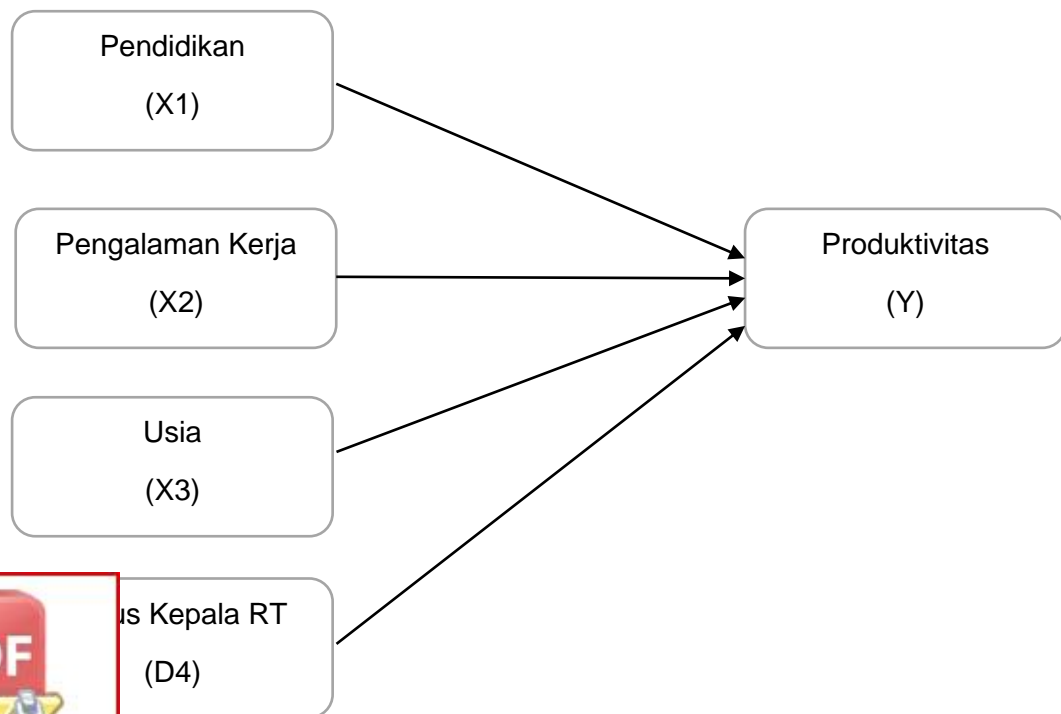 Pendidikan
(X1)
Pengalaman Kerja
(X2)
Produktivitas
(Y)
Usia
(X3)
Kepala RT
(D4)